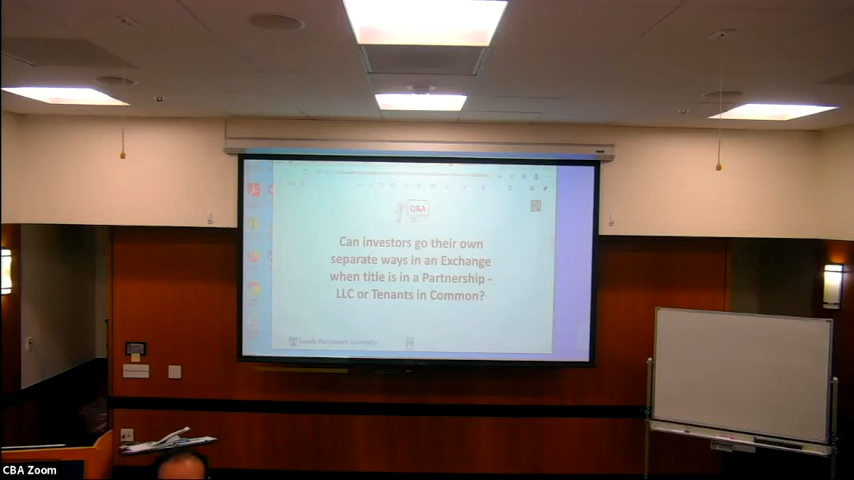 Q&A
Can investors go their own
separate ways in an Exchange
when title is in a Partnership -
LLC or Tenants in Common?
Loyola Marymount University
CBA Zoom